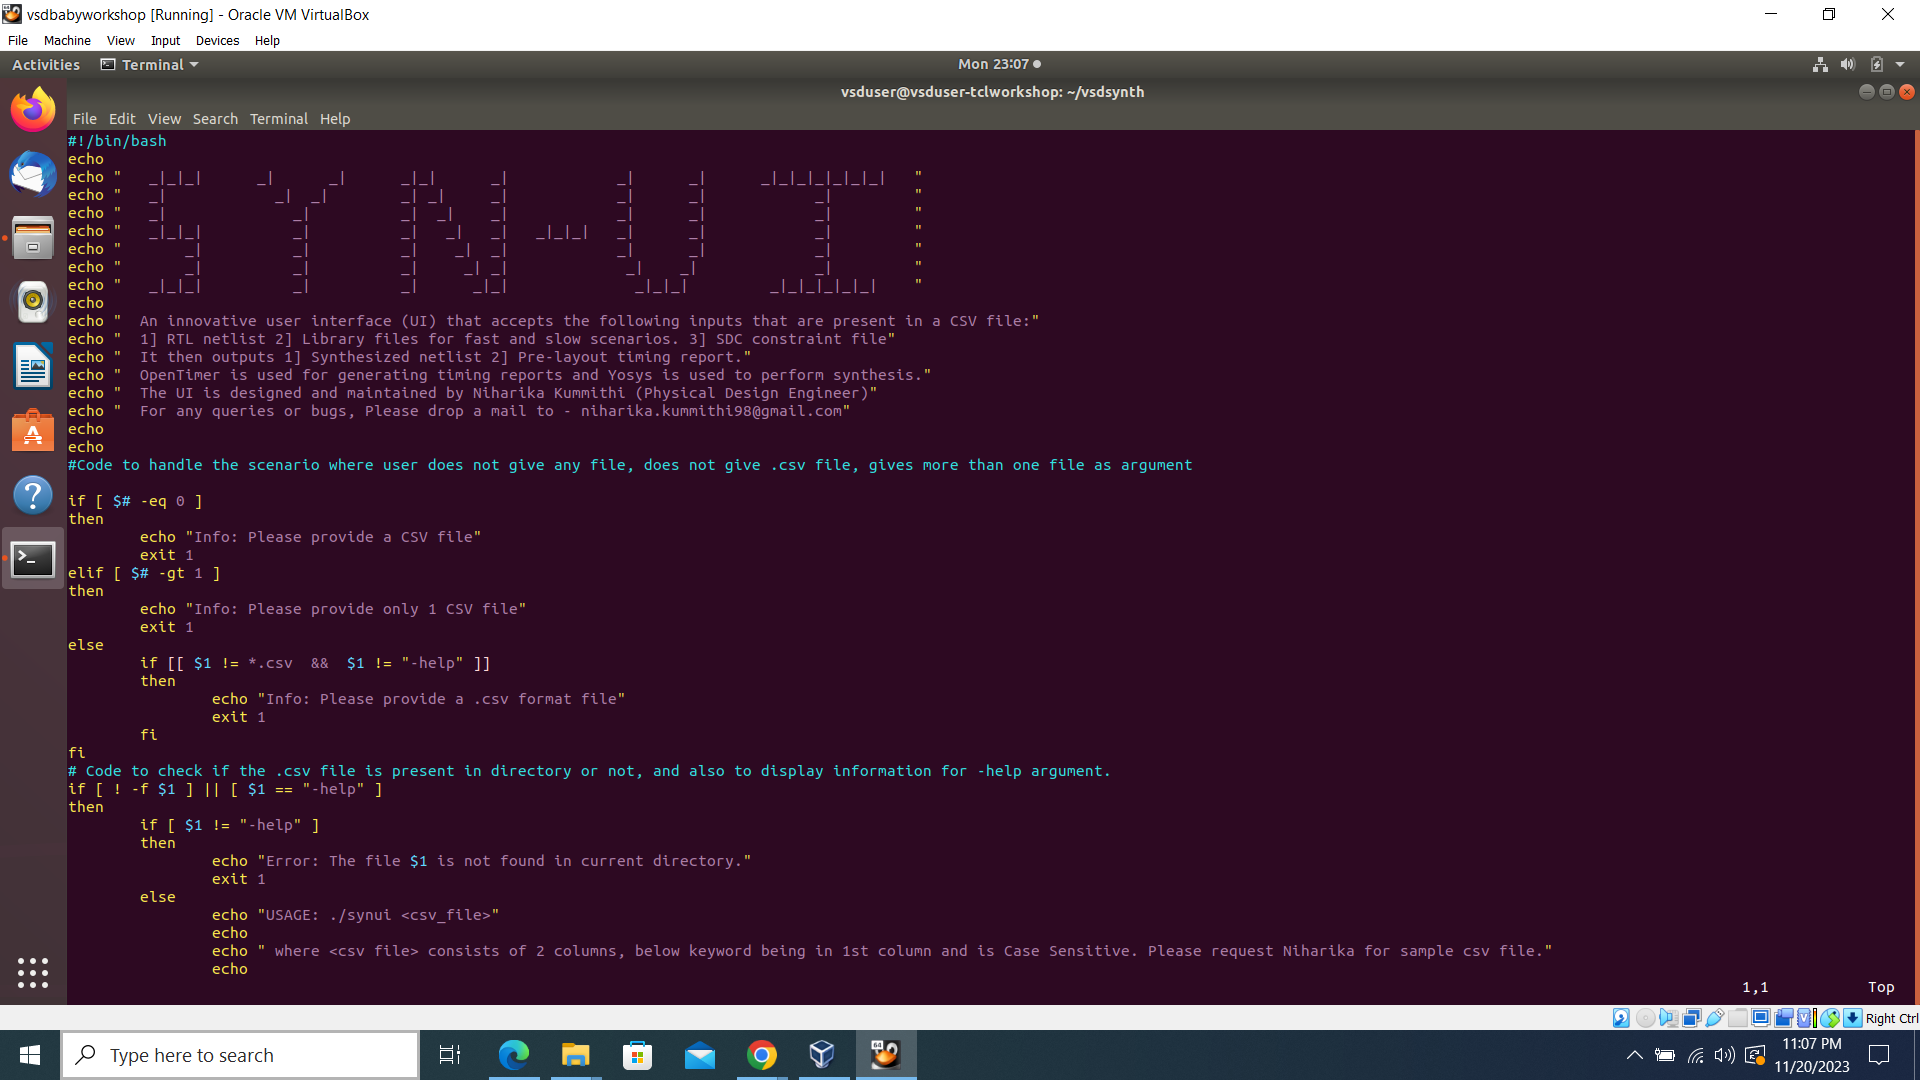 vsdbabyworkshop [Running] - Oracle VM VirtualBox
File Machine View Input Devices Help
Activities Terminal Mon 23:07
vsduser@vsduser-tclworkshop: ~/vsdsynth
File Edit View Search Terminal Help
#!/bin/bash
echo
echo "   _|_|_|      _|      _|      _|_|      _|            _|      _|      _|_|_|_|_|_|_|   "
echo "   _|            _|  _|        _| _|     _|            _|      _|            _|         "
echo "   _|              _|          _|  _|    _|            _|      _|            _|         "
echo "   _|_|_|          _|          _|   _|   _|   _|_|_|   _|      _|            _|         "
echo "       _|          _|          _|    _|  _|            _|      _|            _|         "
echo "       _|          _|          _|     _| _|             _|    _|             _|         "
echo "   _|_|_|          _|          _|      _|_|              _|_|_|         _|_|_|_|_|_|    "
echo
echo "  An innovative user interface (UI) that accepts the following inputs that are present in a CSV file:"
echo "  1] RTL netlist 2] Library files for fast and slow scenarios. 3] SDC constraint file"
echo "  It then outputs 1] Synthesized netlist 2] Pre-layout timing report."
echo "  OpenTimer is used for generating timing reports and Yosys is used to perform synthesis."
echo "  The UI is designed and maintained by Niharika Kummithi (Physical Design Engineer)"
echo "  For any queries or bugs, Please drop a mail to - niharika.kummithi98@gmail.com"
echo
echo
#Code to handle the scenario where user does not give any file, does not give .csv file, gives more than one file as argument
if [ $# -eq 0 ]
then
        echo "Info: Please provide a CSV file"
        exit 1
elif [ $# -gt 1 ]
then
        echo "Info: Please provide only 1 CSV file"
        exit 1
else
        if [[ $1 != *.csv  &&  $1 != "-help" ]]
        then
                echo "Info: Please provide a .csv format file"
                exit 1
        fi
fi
# Code to check if the .csv file is present in directory or not, and also to display information for -help argument.
if [ ! -f $1 ] || [ $1 == "-help" ]
then
        if [ $1 != "-help" ]
        then
                echo "Error: The file $1 is not found in current directory."
                exit 1
        else
                echo "USAGE: ./synui <csv_file>"
                echo
                echo " where <csv file> consists of 2 columns, below keyword being in 1st column and is Case Sensitive. Please request Niharika for sample csv file."
                echo
1,1 Top
Right Ctrl
Type here to search
11:07 PM
11/20/2023